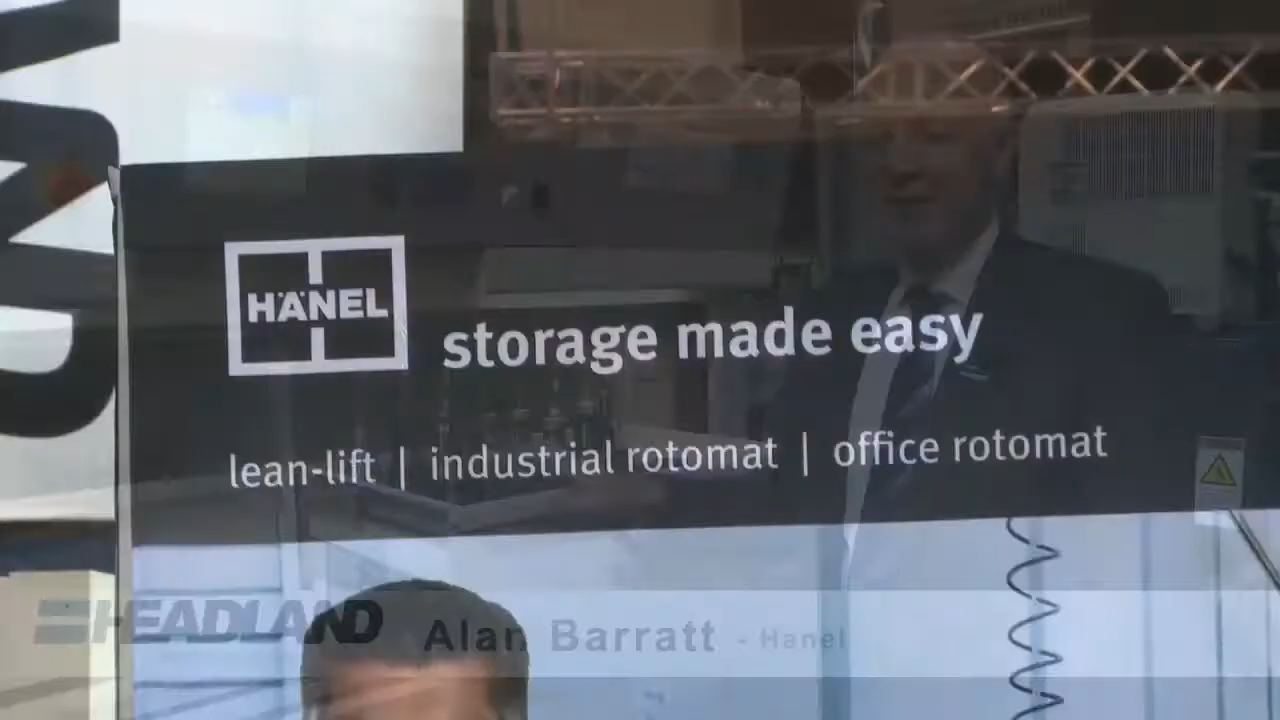 HÄNEL
storage made easy
lean-lift | industrial rotomat | office rotomat
HEADLAND
Alan Barratt - Hanel